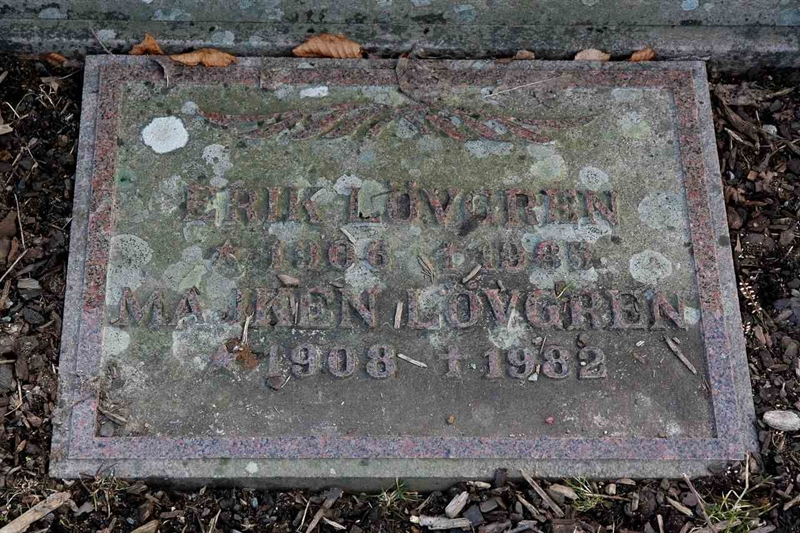 ERIK LÖVGREN
★ 1906 † 1985
MAJKEN LÖVGREN
★ 1908 † 1982